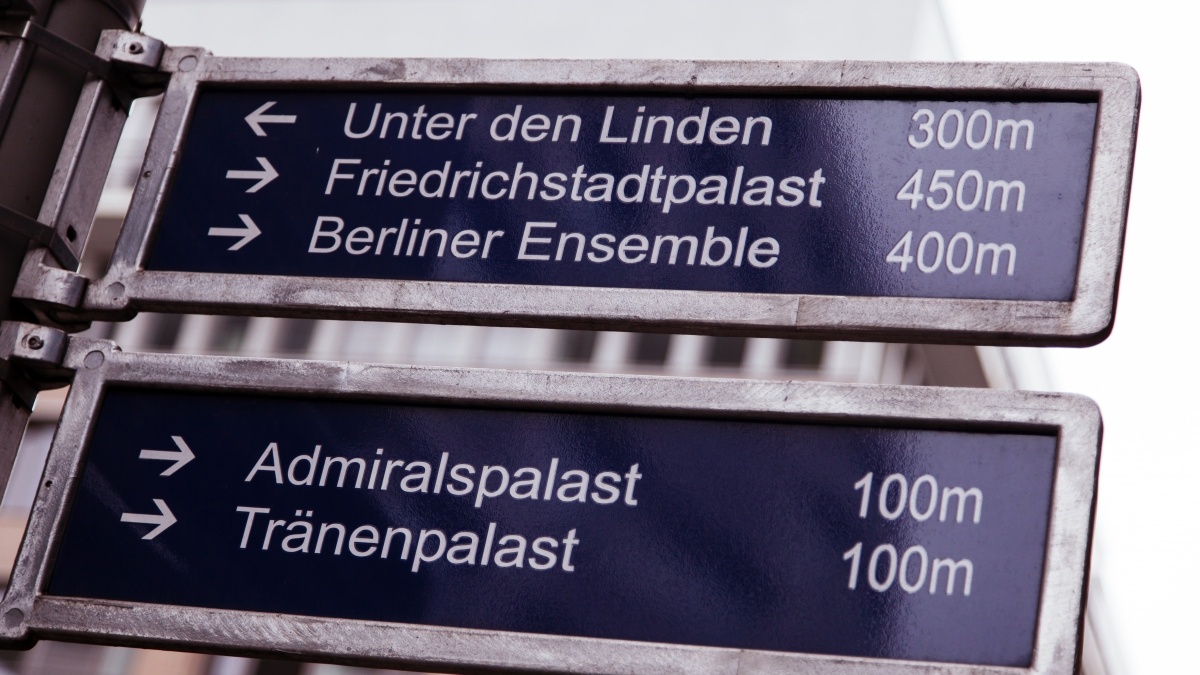 ← Unter den Linden 300m
→ Friedrichstadtpalast 450m
→ Berliner Ensemble 400m
→ Admiralspalast 100m
→ Tränenpalast 100m